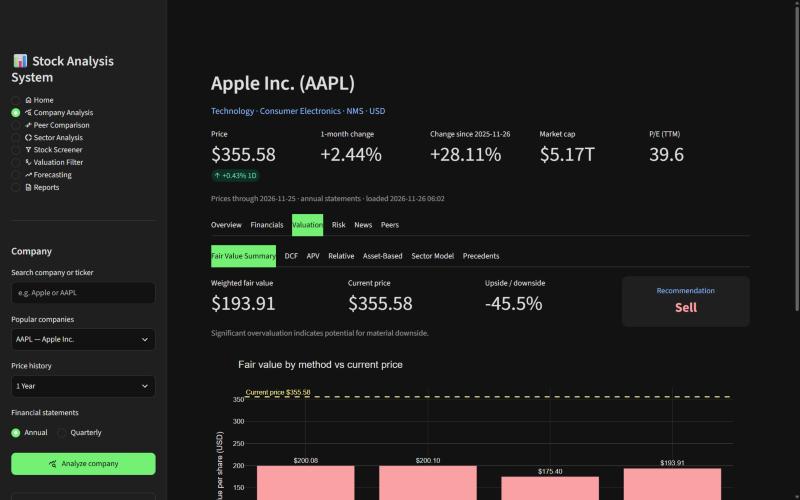 📊 Stock Analysis
System
Home
Company Analysis
Peer Comparison
Sector Analysis
Stock Screener
Valuation Filter
Forecasting
Reports
Company
Search company or ticker
e.g. Apple or AAPL
Popular companies
AAPL — Apple Inc.
Price history
1 Year
Financial statements
Annual Quarterly
Analyze company
Apple Inc. (AAPL)
Technology · Consumer Electronics · NMS · USD
Price 1-month change Change since 2025-11-26 Market cap P/E (TTM)
$355.58 +2.44% +28.11% $5.17T 39.6
↑ +0.43% 1D
Prices through 2026-11-25 · annual statements · loaded 2026-11-26 06:02
Overview Financials Valuation Risk News Peers
Fair Value Summary DCF APV Relative Asset-Based Sector Model Precedents
Weighted fair value Current price Upside / downside Recommendation
$193.91 $355.58 -45.5% Sell
Significant overvaluation indicates potential for material downside.
Fair value by method vs current price
Current price $355.58
350
300
250
200
150
$200.08 $200.10 $175.40 $193.91
ue per share (USD)